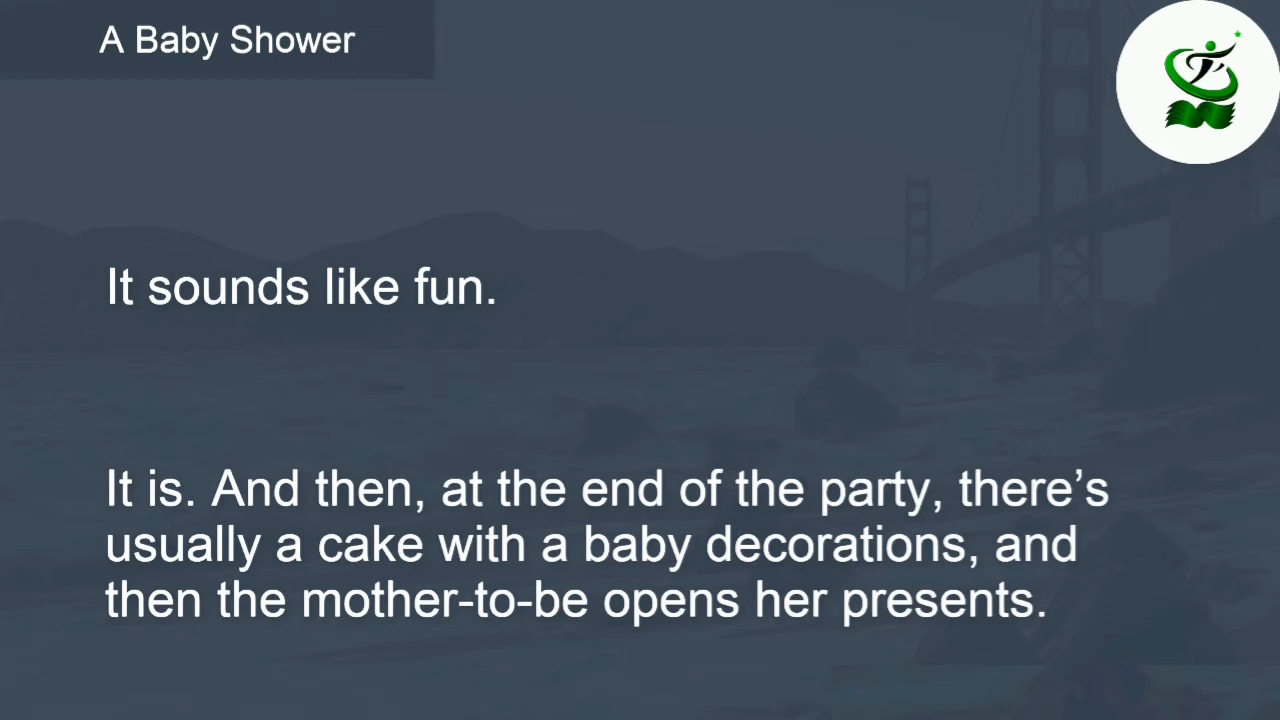 A Baby Shower
It sounds like fun.
It is. And then, at the end of the party, there’s
usually a cake with a baby decorations, and
then the mother-to-be opens her presents.